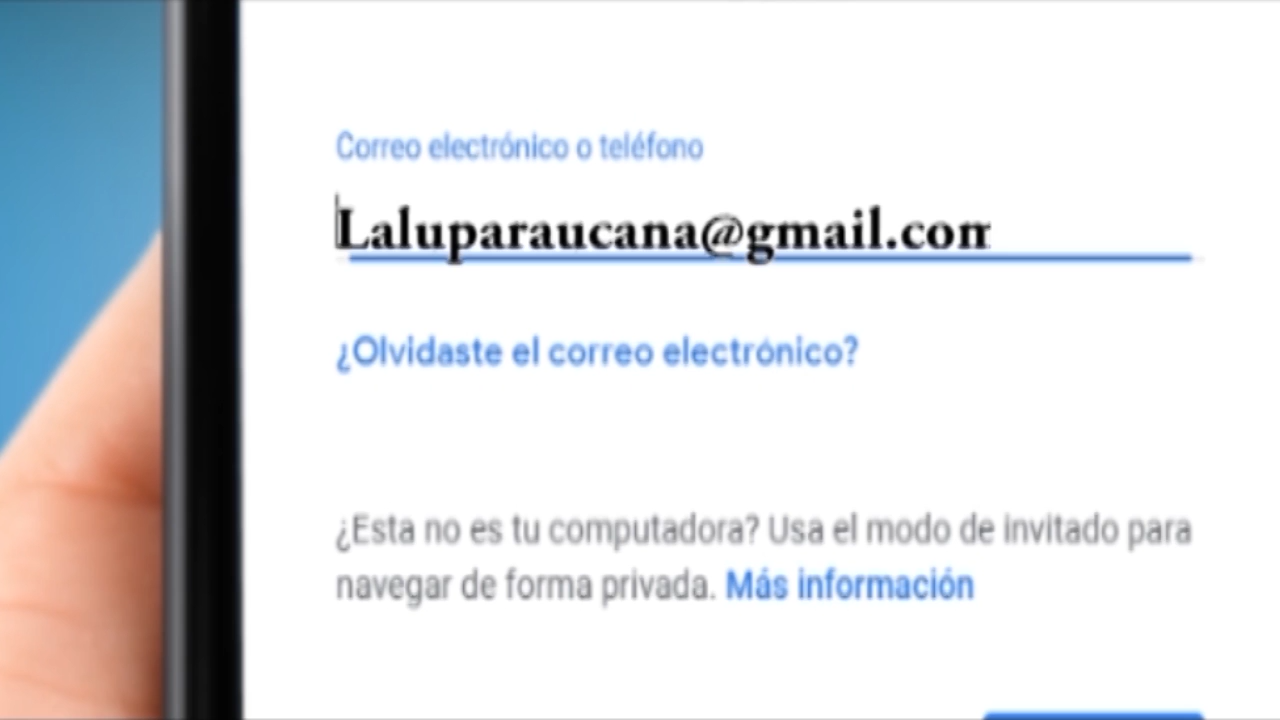 Correo electrónico o teléfono
Laluparaucana@gmail.com
¿Olvidaste el correo electrónico?
¿Esta no es tu computadora? Usa el modo de invitado para
navegar de forma privada. Más información